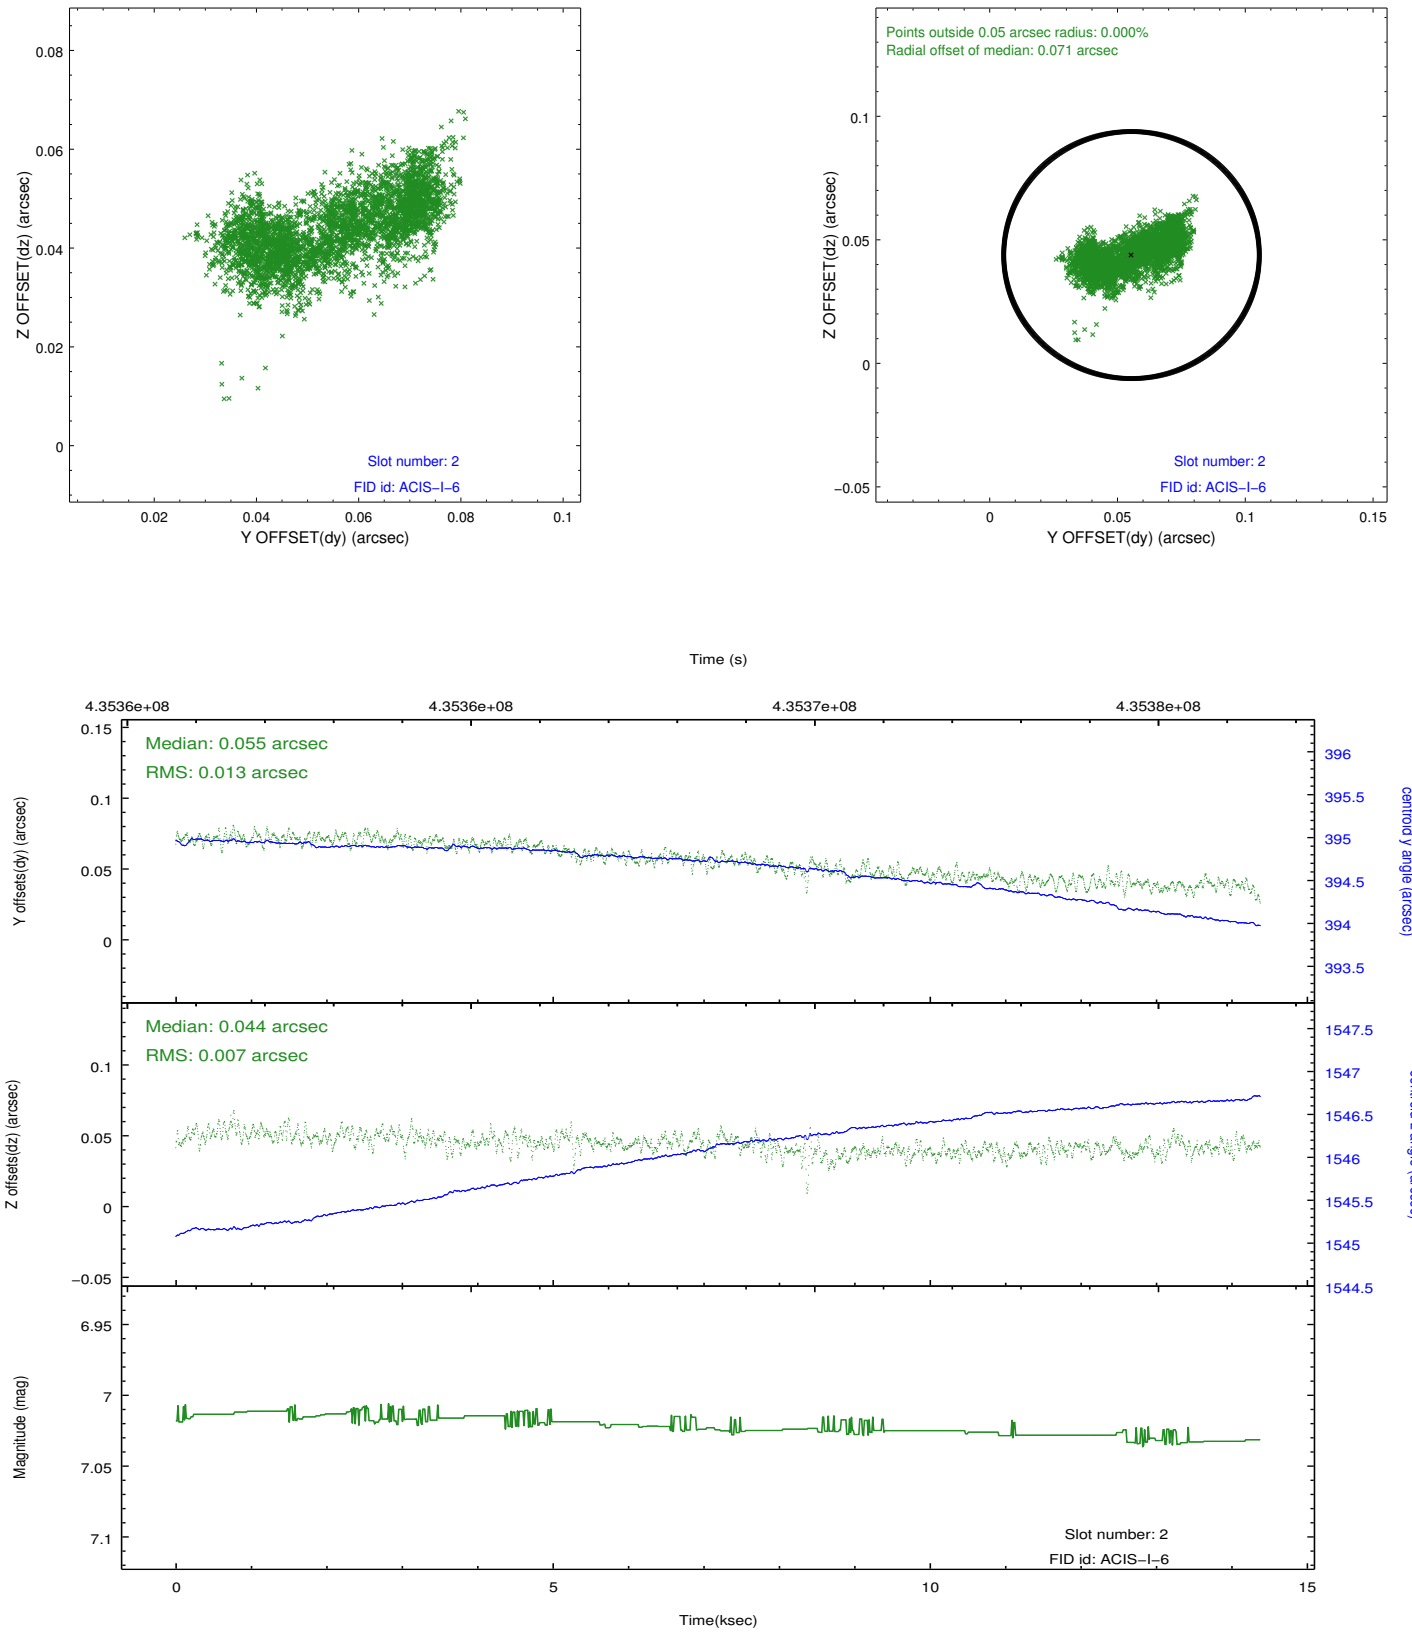 0.08
0.06
0.04
0.02
0
Z OFFSET(dz) (arcsec)
Slot number: 2
FID id: ACIS−I−6
0.02 0.04 0.06 0.08 0.1
Y OFFSET(dy) (arcsec)
Points outside 0.05 arcsec radius: 0.000%
Radial offset of median: 0.071 arcsec
0.1
0.05
0
−0.05
Z OFFSET(dz) (arcsec)
Slot number: 2
FID id: ACIS−I−6
0 0.05 0.1 0.15
Y OFFSET(dy) (arcsec)
Time (s)
4.3536e+08 4.3536e+08 4.3537e+08 4.3538e+08
0.15
0.1
0.05
0
Y offsets(dy) (arcsec)
Median: 0.055 arcsec
RMS: 0.013 arcsec
396
395.5
395
394.5
394
393.5
centroid y angle (arcsec)
0.1
0.05
0
−0.05
Z offsets(dz) (arcsec)
Median: 0.044 arcsec
RMS: 0.007 arcsec
1547.5
1547
1546.5
1546
1545.5
1545
1544.5
6.95
7
7.05
7.1
Magnitude (mag)
Slot number: 2
FID id: ACIS−I−6
0 5 10 15
Time(ksec)